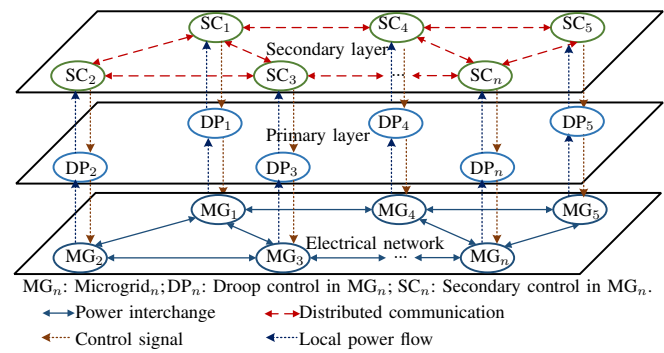 SC₁ SC₄ SC₅
Secondary layer
SC₂ SC₃ ... SCₙ
DP₁ DP₄ DP₅
Primary layer
DP₂ DP₃ DPₙ
MG₁ MG₄ MG₅
Electrical network
MG₂ MG₃ ... MGₙ
MGₙ: Microgridₙ; DPₙ: Droop control in MGₙ; SCₙ: Secondary control in MGₙ.
Power interchange Distributed communication
Control signal Local power flow